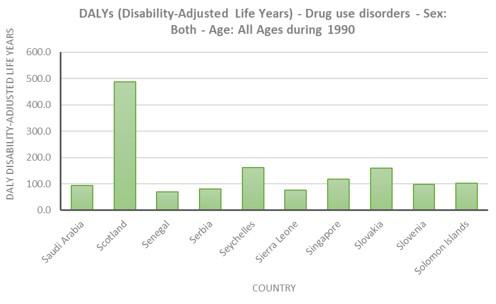 DALYs (Disability-Adjusted Life Years) - Drug use disorders - Sex:
Both - Age: All Ages during 1990
DALY DISABILITY-ADJUSTED LIFE YEARS
600.0
500.0
400.0
300.0
200.0
100.0
0.0
Saudi Arabia
Scotland
Senegal
Serbia
Seychelles
Sierra Leone
Singapore
Slovakia
Slovenia
Solomon Islands
COUNTRY